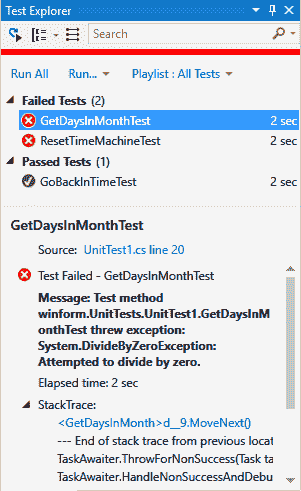 Test Explorer
Search
Run All Run... Playlist : All Tests
Failed Tests (2)
GetDaysInMonthTest 2 sec
ResetTimeMachineTest 2 sec
Passed Tests (1)
GoBackInTimeTest 2 sec
GetDaysInMonthTest
Source: UnitTest1.cs line 20
Test Failed - GetDaysInMonthTest
Message: Test method
winform.UnitTests.UnitTest1.GetDaysInM
onthTest threw exception:
System.DivideByZeroException:
Attempted to divide by zero.
Elapsed time: 2 sec
StackTrace:
<GetDaysInMonth>d__9.MoveNext()
--- End of stack trace from previous locat
TaskAwaiter.ThrowForNonSuccess(Task ta
TaskAwaiter.HandleNonSuccessAndDebu